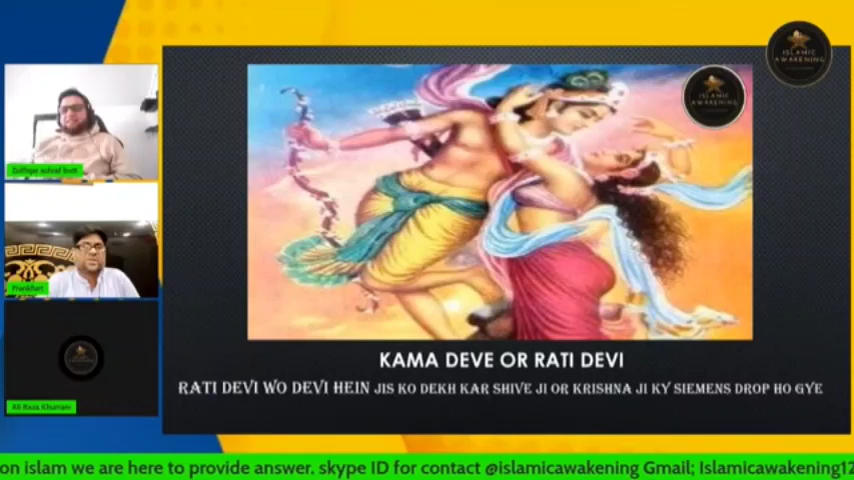 ISLAMIC
AWAKENING
ISLAMIC
AWAKENING
Zulfiqar ashraf butt
Frankfurt
Ali Raza Khurram
KAMA DEVE OR RATI DEVI
RATI DEVI WO DEVI HEIN JIS KO DEKH KAR SHIVE JI OR KRISHNA JI KY SIEMENS DROP HO GYE
on islam we are here to provide answer. skype ID for contact @islamicawakening Gmail; Islamicawakening12